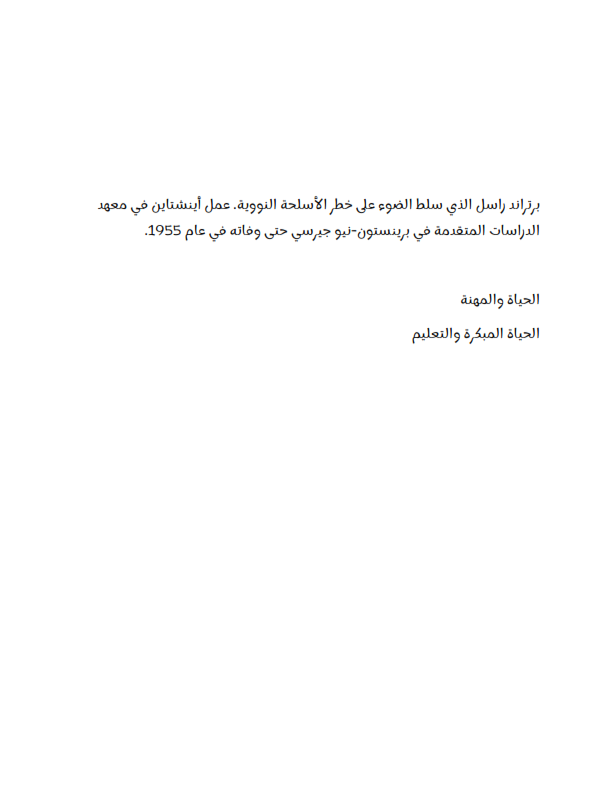 برتراند راسل الذي سلط الضوء على خطر الأسلحة النووية. عمل أينشتاين في معهد
الدراسات المتقدمة في برينستون-نيو جيرسي حتى وفاته في عام 1955.
الحياة والمهنة
الحياة المبكرة والتعليم